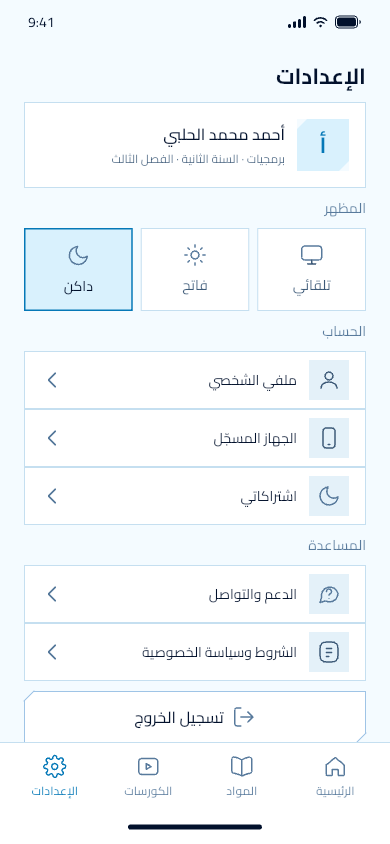 9:41
الإعدادات
أ
أحمد محمد الحلبي
برمجيات · السنة الثانية · الفصل الثالث
المظهر
تلقائي
فاتح
داكن
الحساب
ملفي الشخصي
الجهاز المسجّل
اشتراكاتي
المساعدة
الدعم والتواصل
الشروط وسياسة الخصوصية
تسجيل الخروج
الرئيسية
المواد
الكورسات
الإعدادات